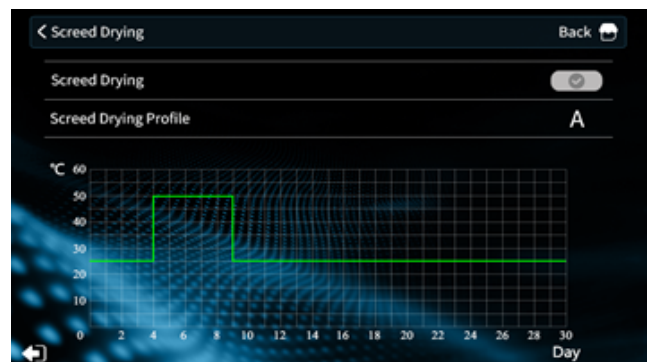 Screed Drying Back
Screed Drying
Screed Drying Profile A
°C 60
50
40
30
20
10
0 2 4 6 8 10 12 14 16 18 20 22 24 26 28 30
Day